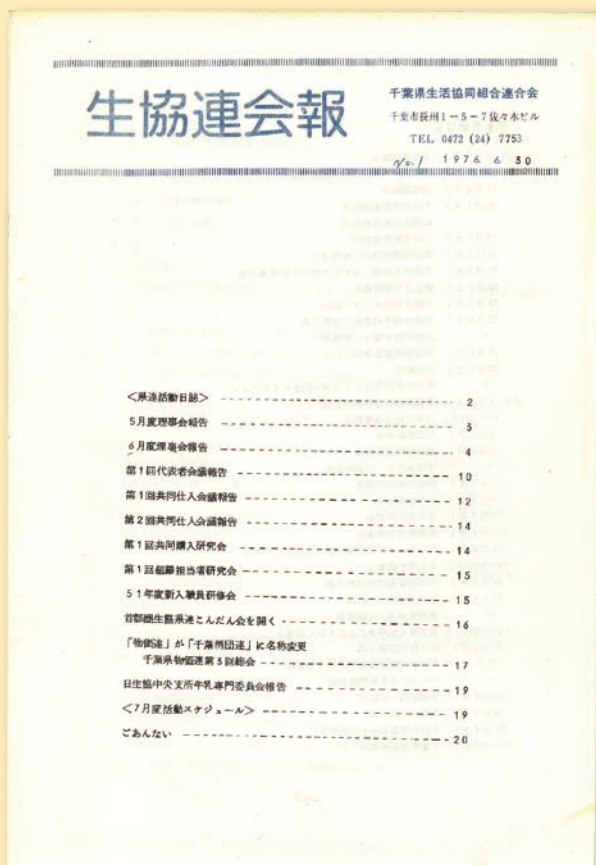 生協連会報
千葉県生活協同組合連合会
千葉市長州1-5-7佐々木ビル
TEL 0472 (24) 7753
No.1 1976 6 30
<県連活動日誌> 2
5月度理事会報告 3
6月度理事会報告 4
第1回代表者会議報告 10
第1回共同仕入会議報告 12
第2回共同仕入会議報告 14
第1回共同購入研究会 14
第1回組織担当者研究会 15
51年度新入職員研修会 15
首都圏生協県連こんだん会を開く 16
「物価連」が「千葉消団連」に名称変更
千葉県物価連第5回総会 17
日生協中央支所牛乳専門委員会報告 19
<7月度活動スケジュール> 19
ごあんない 20